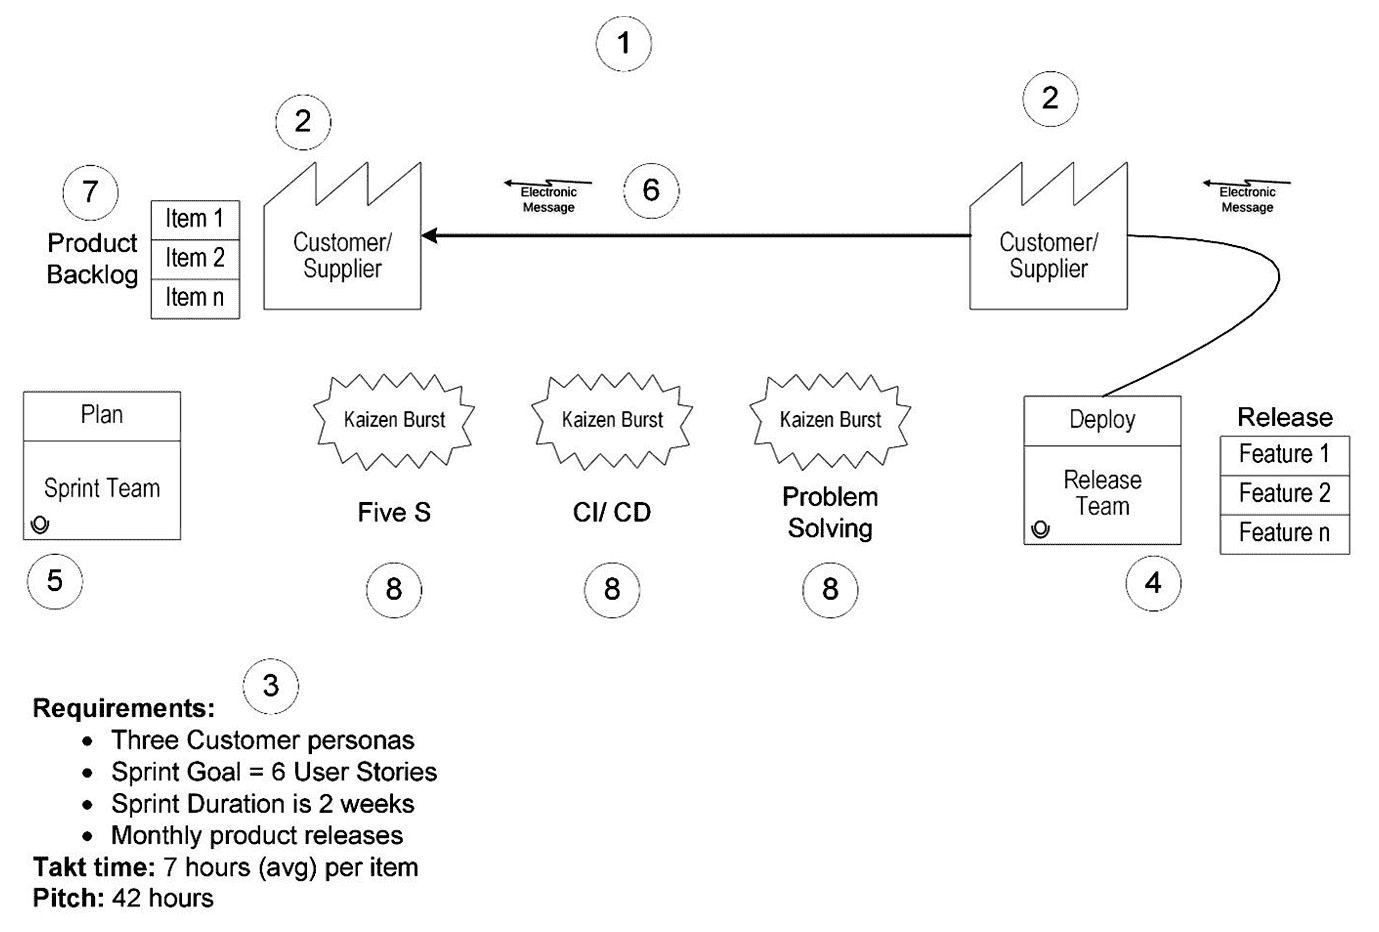 1
2
2
7
Product
Backlog
Item 1
Item 2
Item n
Customer/
Supplier
Electronic
Message
6
Customer/
Supplier
Electronic
Message
Plan
Sprint Team
5
Kaizen Burst
Five S
8
Kaizen Burst
CI/ CD
8
Kaizen Burst
Problem
Solving
8
Deploy
Release
Team
4
Release
Feature 1
Feature 2
Feature n
3
Requirements:
• Three Customer personas
• Sprint Goal = 6 User Stories
• Sprint Duration is 2 weeks
• Monthly product releases
Takt time: 7 hours (avg) per item
Pitch: 42 hours